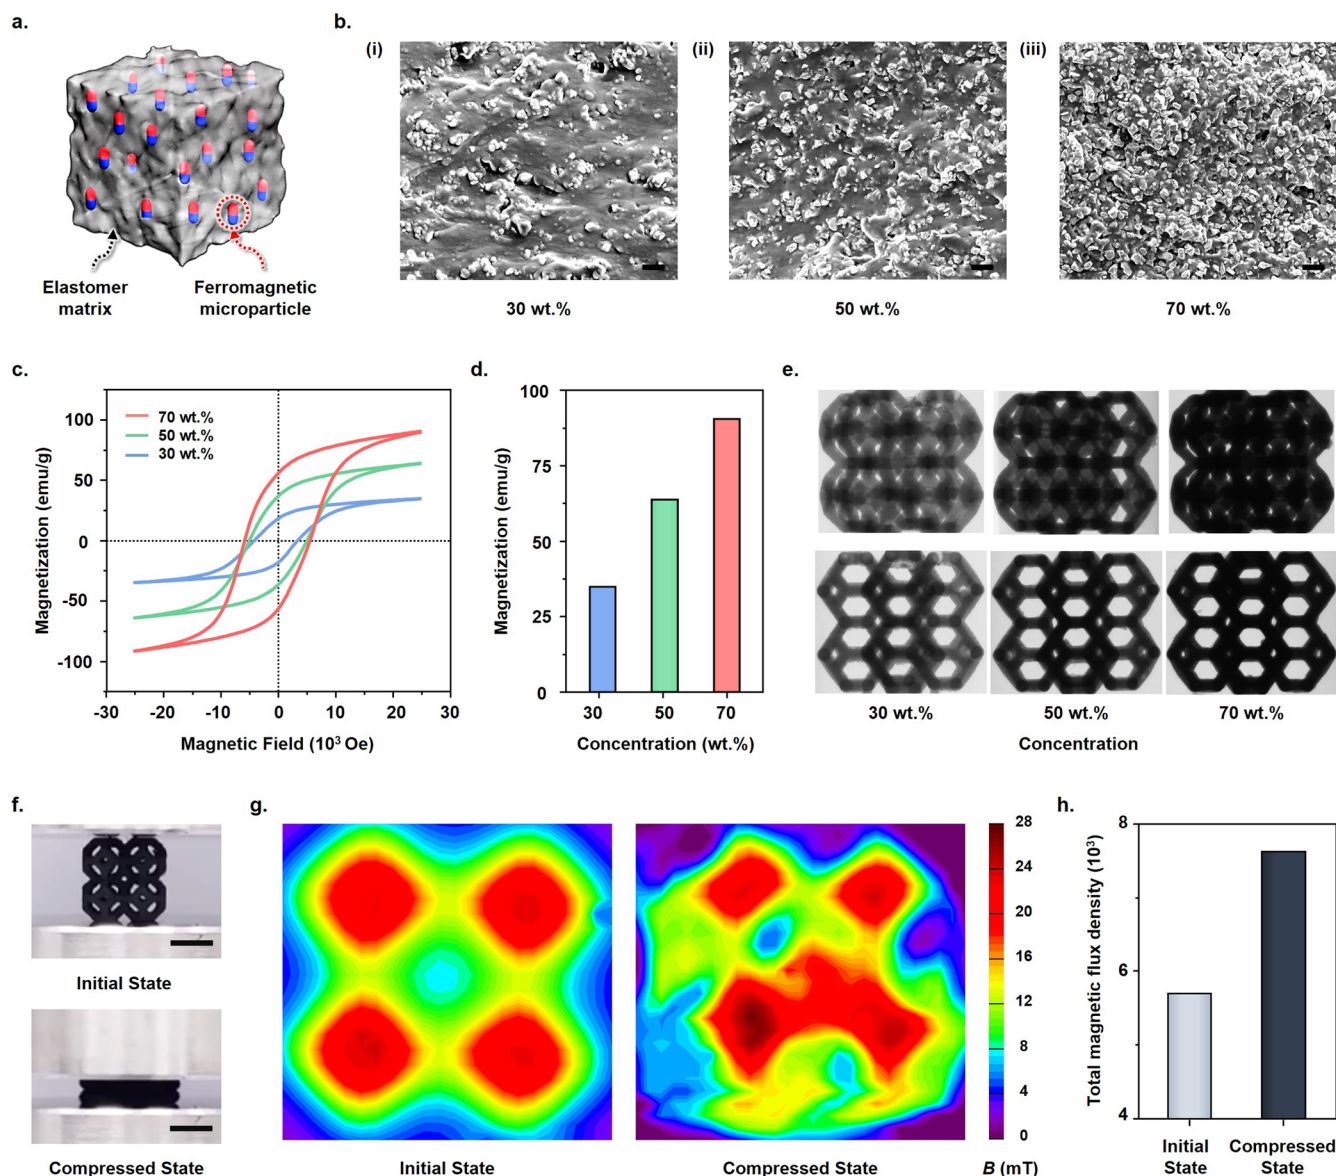 a.
Elastomer
matrix
Ferromagnetic
microparticle
b.
(i)
(ii)
(iii)
30 wt.%
50 wt.%
70 wt.%
c.
Magnetization (emu/g)
100
50
0
-50
-100
70 wt.%
50 wt.%
30 wt.%
-30
-20
-10
0
10
20
30
Magnetic Field (10³ Oe)
d.
Magnetization (emu/g)
100
75
50
25
0
30
50
70
Concentration (wt.%)
e.
30 wt.%
50 wt.%
70 wt.%
Concentration
f.
Initial State
Compressed State
g.
Initial State
Compressed State
28
24
20
16
12
8
4
0
B (mT)
h.
Total magnetic flux density (10³)
8
6
4
Initial
State
Compressed
State